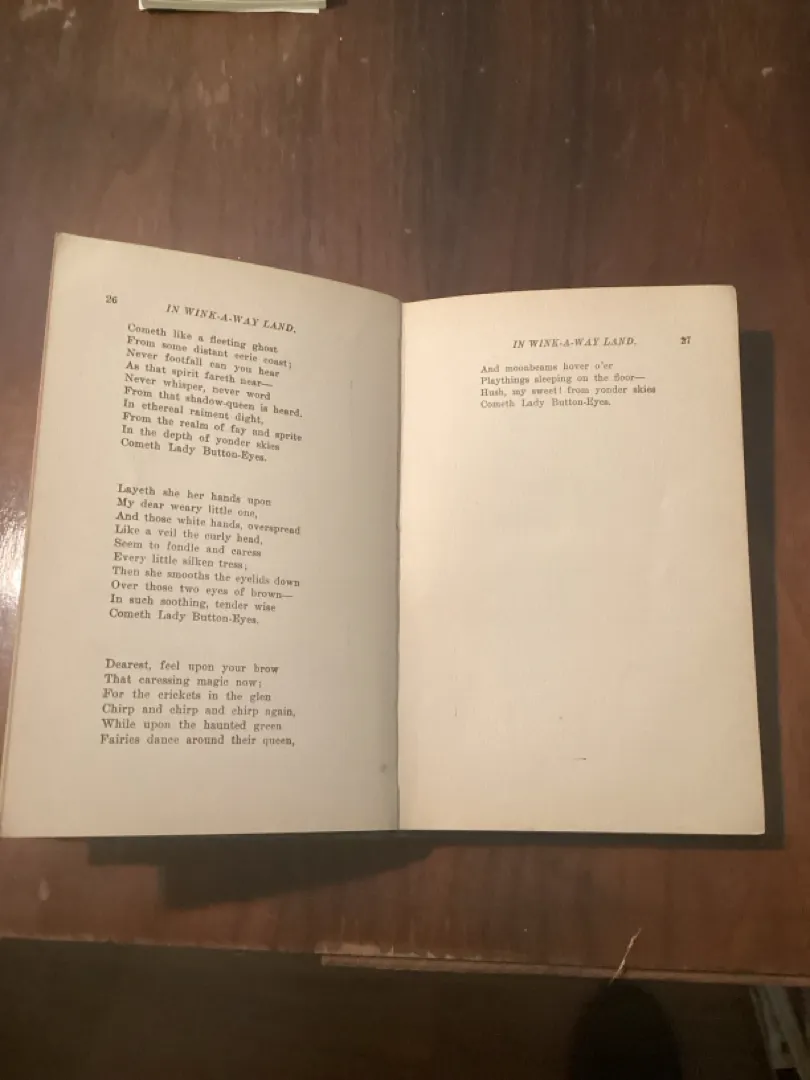 26
IN WINK-A-WAY LAND.
Cometh like a fleeting ghost
From some distant eerie coast;
Never footfall can you hear
As that spirit fareth near—
Never whisper, never word
From that shadow-queen is heard.
In ethereal raiment dight,
From the realm of fay and sprite
In the depth of yonder skies
Cometh Lady Button-Eyes.
Layeth she her hands upon
My dear weary little one,
And those white hands, overspread
Like a veil the curly head,
Seem to fondle and caress
Every little silken tress;
Then she smooths the eyelids down
Over those two eyes of brown—
In such soothing, tender wise
Cometh Lady Button-Eyes.
Dearest, feel upon your brow
That caressing magic now;
For the crickets in the glen
Chirp and chirp and chirp again,
While upon the haunted green
Fairies dance around their queen,
IN WINK-A-WAY LAND.
27
And moonbeams hover o'er
Playthings sleeping on the floor—
Hush, my sweet! from yonder skies
Cometh Lady Button-Eyes.